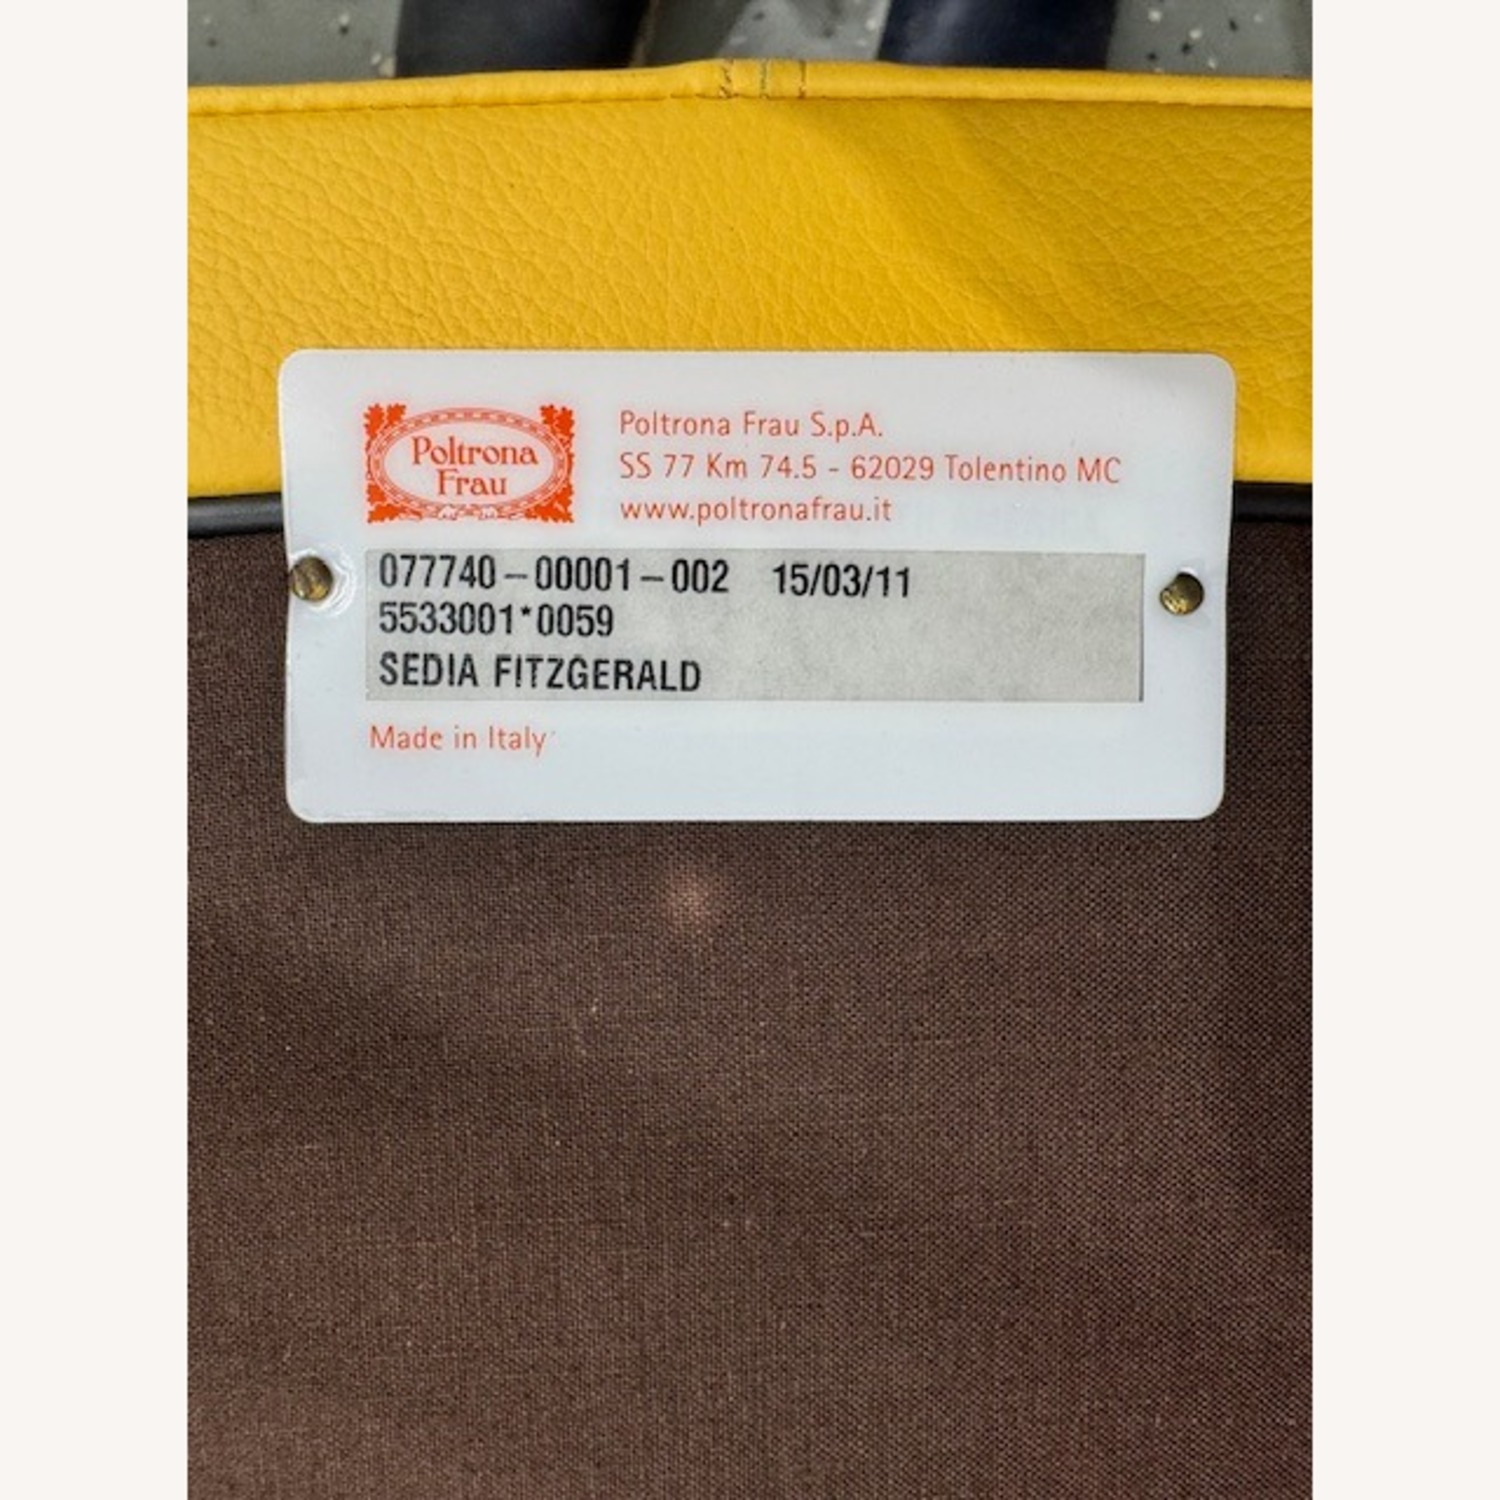 Poltrona
Frau
Poltrona Frau S.p.A.
SS 77 Km 74.5 - 62029 Tolentino MC
www.poltronafrau.it
077740-00001-002 15/03/11
5533001*0059
SEDIA FITZGERALD
Made in Italy